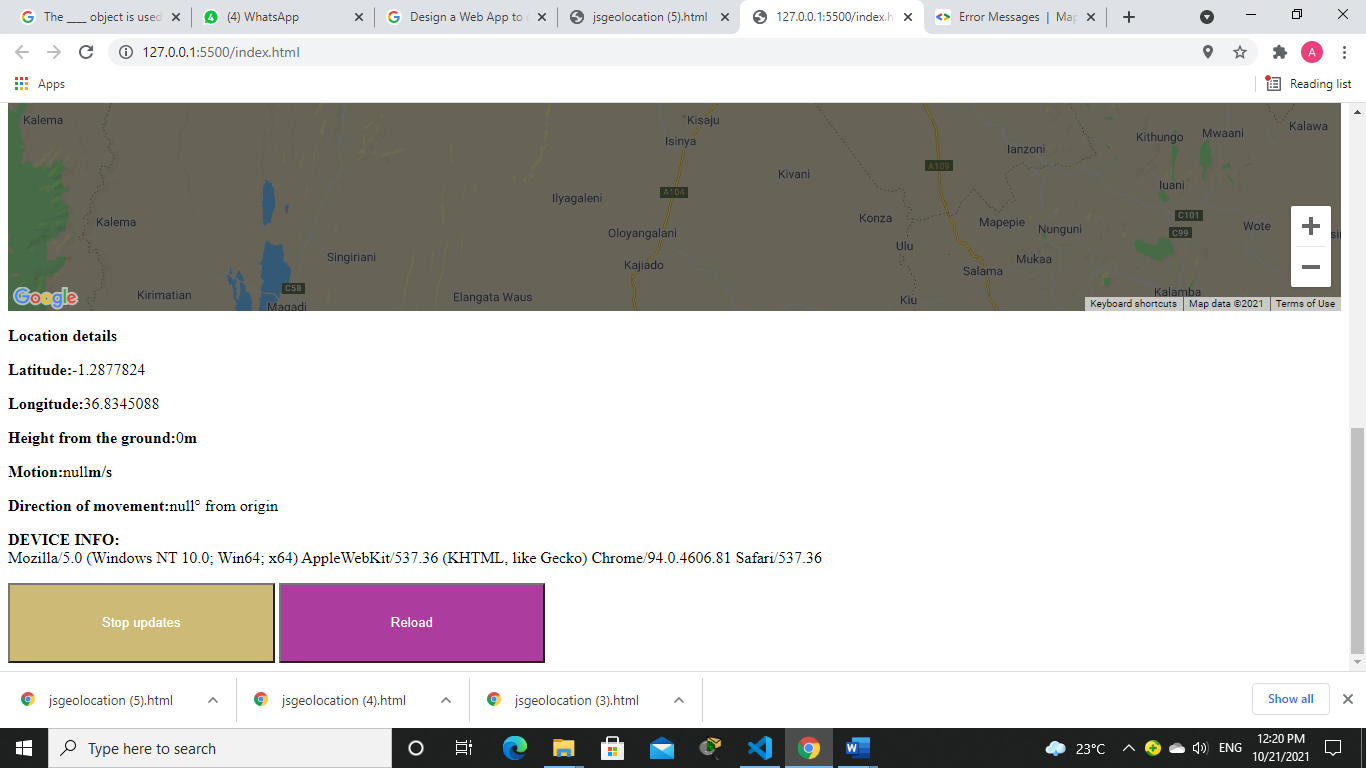 The ____ object is used
(4) WhatsApp
Design a Web App to
jsgeolocation (5).html
127.0.0.1:5500/index.h
Error Messages | Map
127.0.0.1:5500/index.html
A
Apps
Reading list
Kalema
Kisaju
Isinya
Kalawa
Mwaani
Kithungo
Ianzoni
A109
Kivani
Iuani
A104
Ilyagaleni
C101
Kalema
Konza
Mapepie
Wote
Nunguni
C99
Oloyangalani
Ulu
Singiriani
Mukaa
Kajiado
Salama
C58
Kirimatian
Elangata Waus
Kalamba
Kiu
Magadi
Google
Keyboard shortcuts
Map data ©2021
Terms of Use
Location details
Latitude:-1.2877824
Longitude:36.8345088
Height from the ground:0m
Motion:nullm/s
Direction of movement:null° from origin
DEVICE INFO:
Mozilla/5.0 (Windows NT 10.0; Win64; x64) AppleWebKit/537.36 (KHTML, like Gecko) Chrome/94.0.4606.81 Safari/537.36
Stop updates
Reload
jsgeolocation (5).html
jsgeolocation (4).html
jsgeolocation (3).html
Show all
Type here to search
23°C
ENG
12:20 PM
10/21/2021